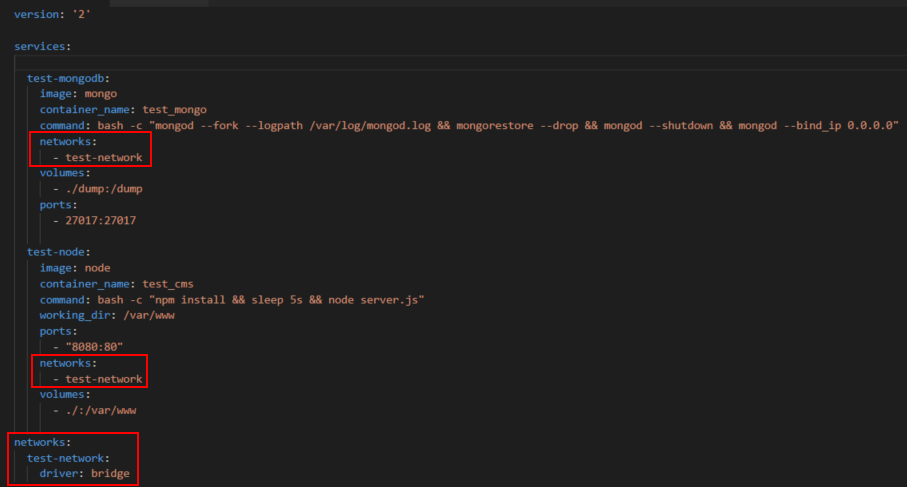 version: '2'
services:
test-mongodb:
image: mongo
container_name: test_mongo
command: bash -c "mongod --fork --logpath /var/log/mongod.log && mongorestore --drop && mongod --shutdown && mongod --bind_ip 0.0.0.0"
networks:
- test-network
volumes:
- ./dump:/dump
ports:
- 27017:27017
test-node:
image: node
container_name: test_cms
command: bash -c "npm install && sleep 5s && node server.js"
working_dir: /var/www
ports:
- "8080:80"
networks:
- test-network
volumes:
- ./:/var/www
networks:
test-network:
driver: bridge